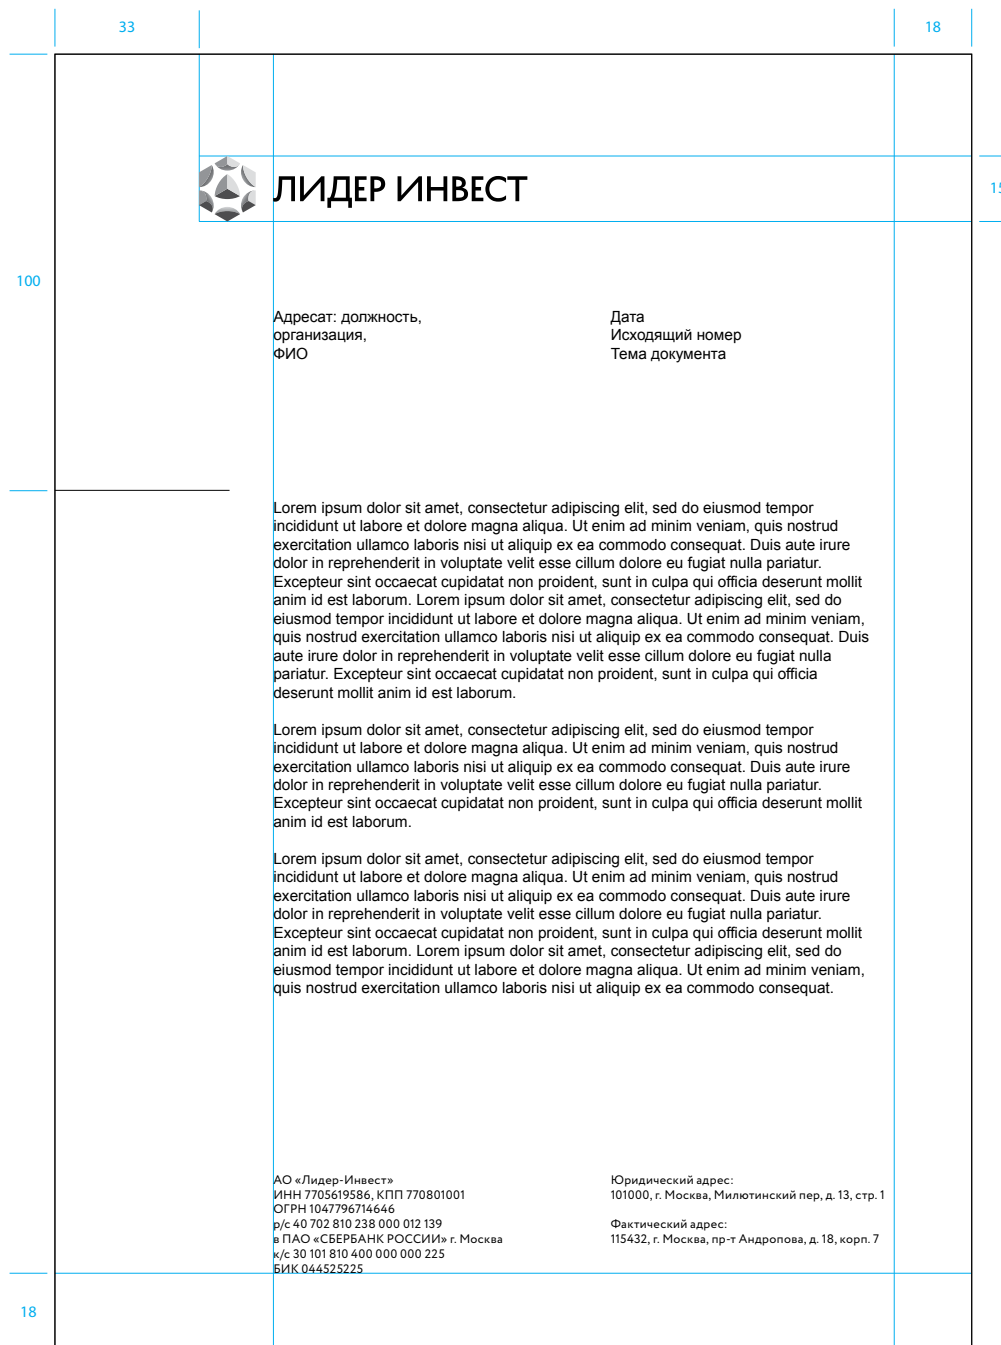 33
18
15
ЛИДЕР ИНВЕСТ
100
Адресат: должность,
организация,
ФИО
Дата
Исходящий номер
Тема документа
Lorem ipsum dolor sit amet, consectetur adipiscing elit, sed do eiusmod tempor
incididunt ut labore et dolore magna aliqua. Ut enim ad minim veniam, quis nostrud
exercitation ullamco laboris nisi ut aliquip ex ea commodo consequat. Duis aute irure
dolor in reprehenderit in voluptate velit esse cillum dolore eu fugiat nulla pariatur.
Excepteur sint occaecat cupidatat non proident, sunt in culpa qui officia deserunt mollit
anim id est laborum. Lorem ipsum dolor sit amet, consectetur adipiscing elit, sed do
eiusmod tempor incididunt ut labore et dolore magna aliqua. Ut enim ad minim veniam,
quis nostrud exercitation ullamco laboris nisi ut aliquip ex ea commodo consequat. Duis
aute irure dolor in reprehenderit in voluptate velit esse cillum dolore eu fugiat nulla
pariatur. Excepteur sint occaecat cupidatat non proident, sunt in culpa qui officia
deserunt mollit anim id est laborum.
Lorem ipsum dolor sit amet, consectetur adipiscing elit, sed do eiusmod tempor
incididunt ut labore et dolore magna aliqua. Ut enim ad minim veniam, quis nostrud
exercitation ullamco laboris nisi ut aliquip ex ea commodo consequat. Duis aute irure
dolor in reprehenderit in voluptate velit esse cillum dolore eu fugiat nulla pariatur.
Excepteur sint occaecat cupidatat non proident, sunt in culpa qui officia deserunt mollit
anim id est laborum.
Lorem ipsum dolor sit amet, consectetur adipiscing elit, sed do eiusmod tempor
incididunt ut labore et dolore magna aliqua. Ut enim ad minim veniam, quis nostrud
exercitation ullamco laboris nisi ut aliquip ex ea commodo consequat. Duis aute irure
dolor in reprehenderit in voluptate velit esse cillum dolore eu fugiat nulla pariatur.
Excepteur sint occaecat cupidatat non proident, sunt in culpa qui officia deserunt mollit
anim id est laborum. Lorem ipsum dolor sit amet, consectetur adipiscing elit, sed do
eiusmod tempor incididunt ut labore et dolore magna aliqua. Ut enim ad minim veniam,
quis nostrud exercitation ullamco laboris nisi ut aliquip ex ea commodo consequat.
АО «Лидер-Инвест»
ИНН 7705619586, КПП 770801001
ОГРН 1047796714646
р/с 40 702 810 238 000 012 139
в ПАО «СБЕРБАНК РОССИИ» г. Москва
к/с 30 101 810 400 000 000 225
БИК 044525225
Юридический адрес:
101000, г. Москва, Милютинский пер, д. 13, стр. 1
Фактический адрес:
115432, г. Москва, пр-т Андропова, д. 18, корп. 7
18